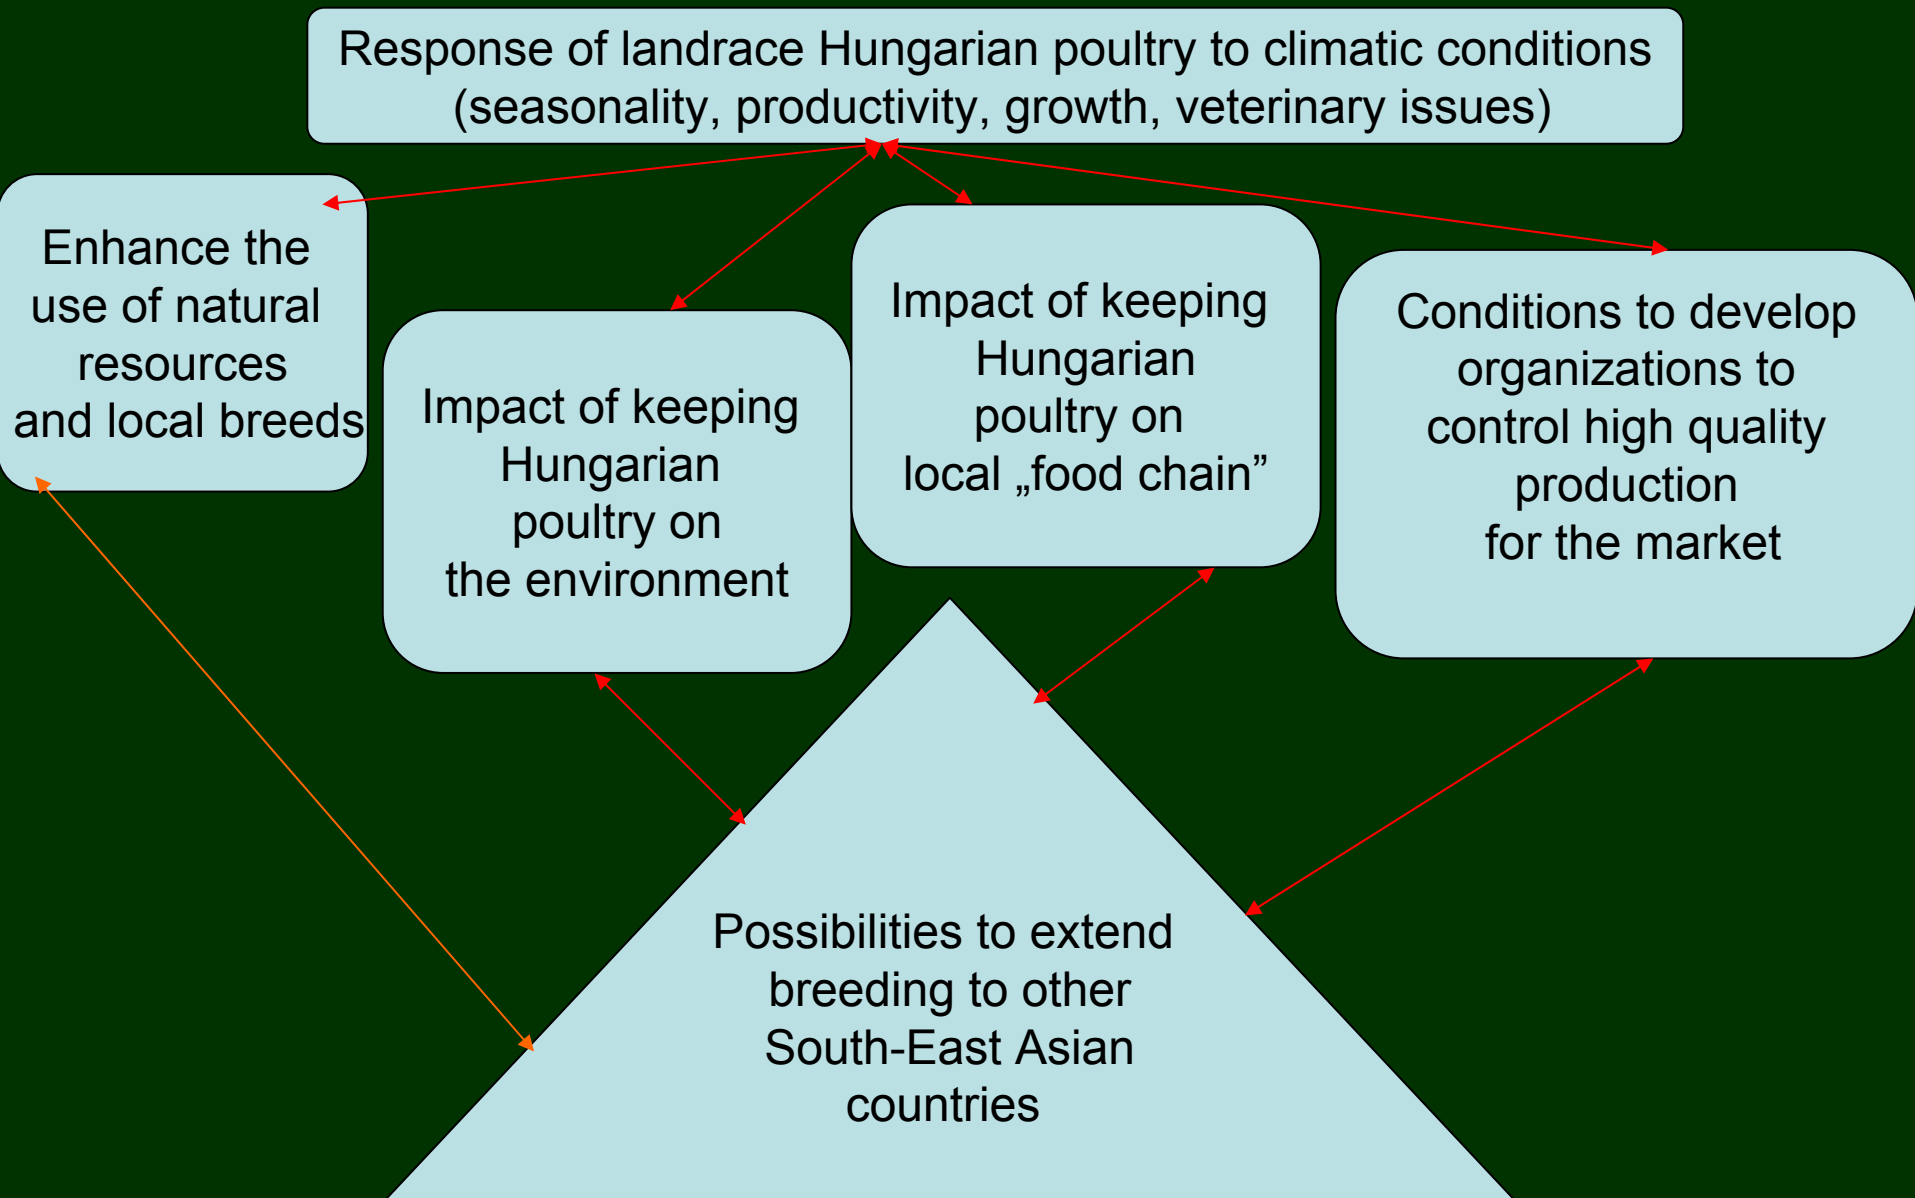 Response of landrace Hungarian poultry to climatic conditions
(seasonality, productivity, growth, veterinary issues)
Enhance the
use of natural
resources
and local breeds
Impact of keeping
Hungarian
poultry on
the environment
Impact of keeping
Hungarian
poultry on
local „food chain”
Conditions to develop
organizations to
control high quality
production
for the market
Possibilities to extend
breeding to other
South-East Asian
countries